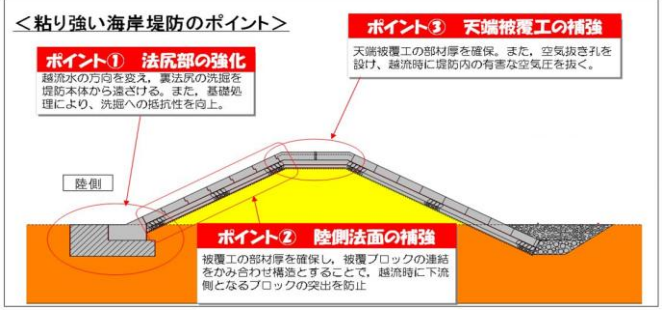 ＜粘り強い海岸堤防のポイント＞
ポイント① 法尻部の強化
越流水の方向を変え，裏法尻の洗掘を
堤防本体から遠ざける。また，基礎処
理により、洗掘への抵抗性を向上。
ポイント③ 天端被覆工の補強
天端被覆工の部材厚を確保。また，空気抜き孔を
設け，越流時に堤防内の有害な空気圧を抜く。
陸側
ポイント② 陸側法面の補強
被覆工の部材厚を確保し，被覆ブロックの連結
をかみ合わせ構造とすることで，越流時に下流
側となるブロックの突出を防止